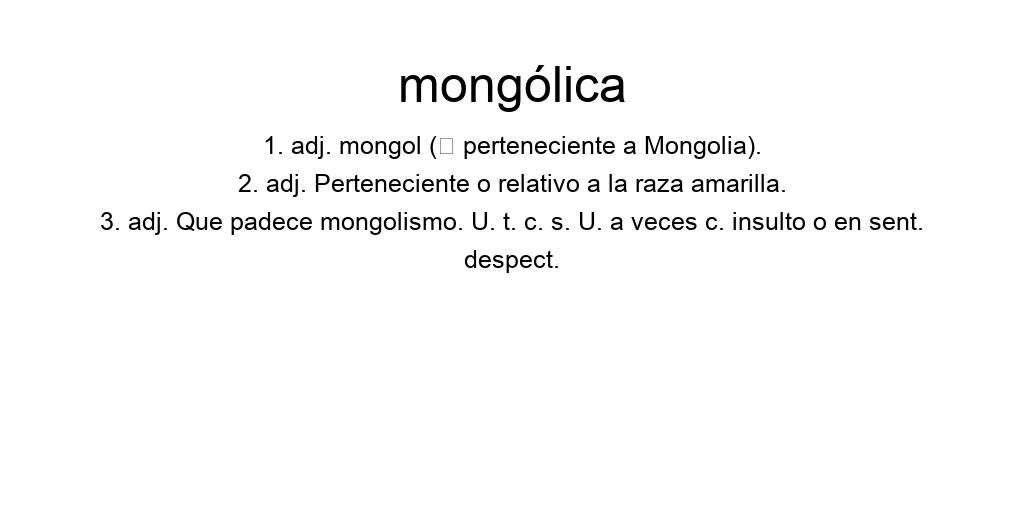 mongólica
1. adj. mongol (▯ perteneciente a Mongolia).
2. adj. Perteneciente o relativo a la raza amarilla.
3. adj. Que padece mongolismo. U. t. c. s. U. a veces c. insulto o en sent.
despect.